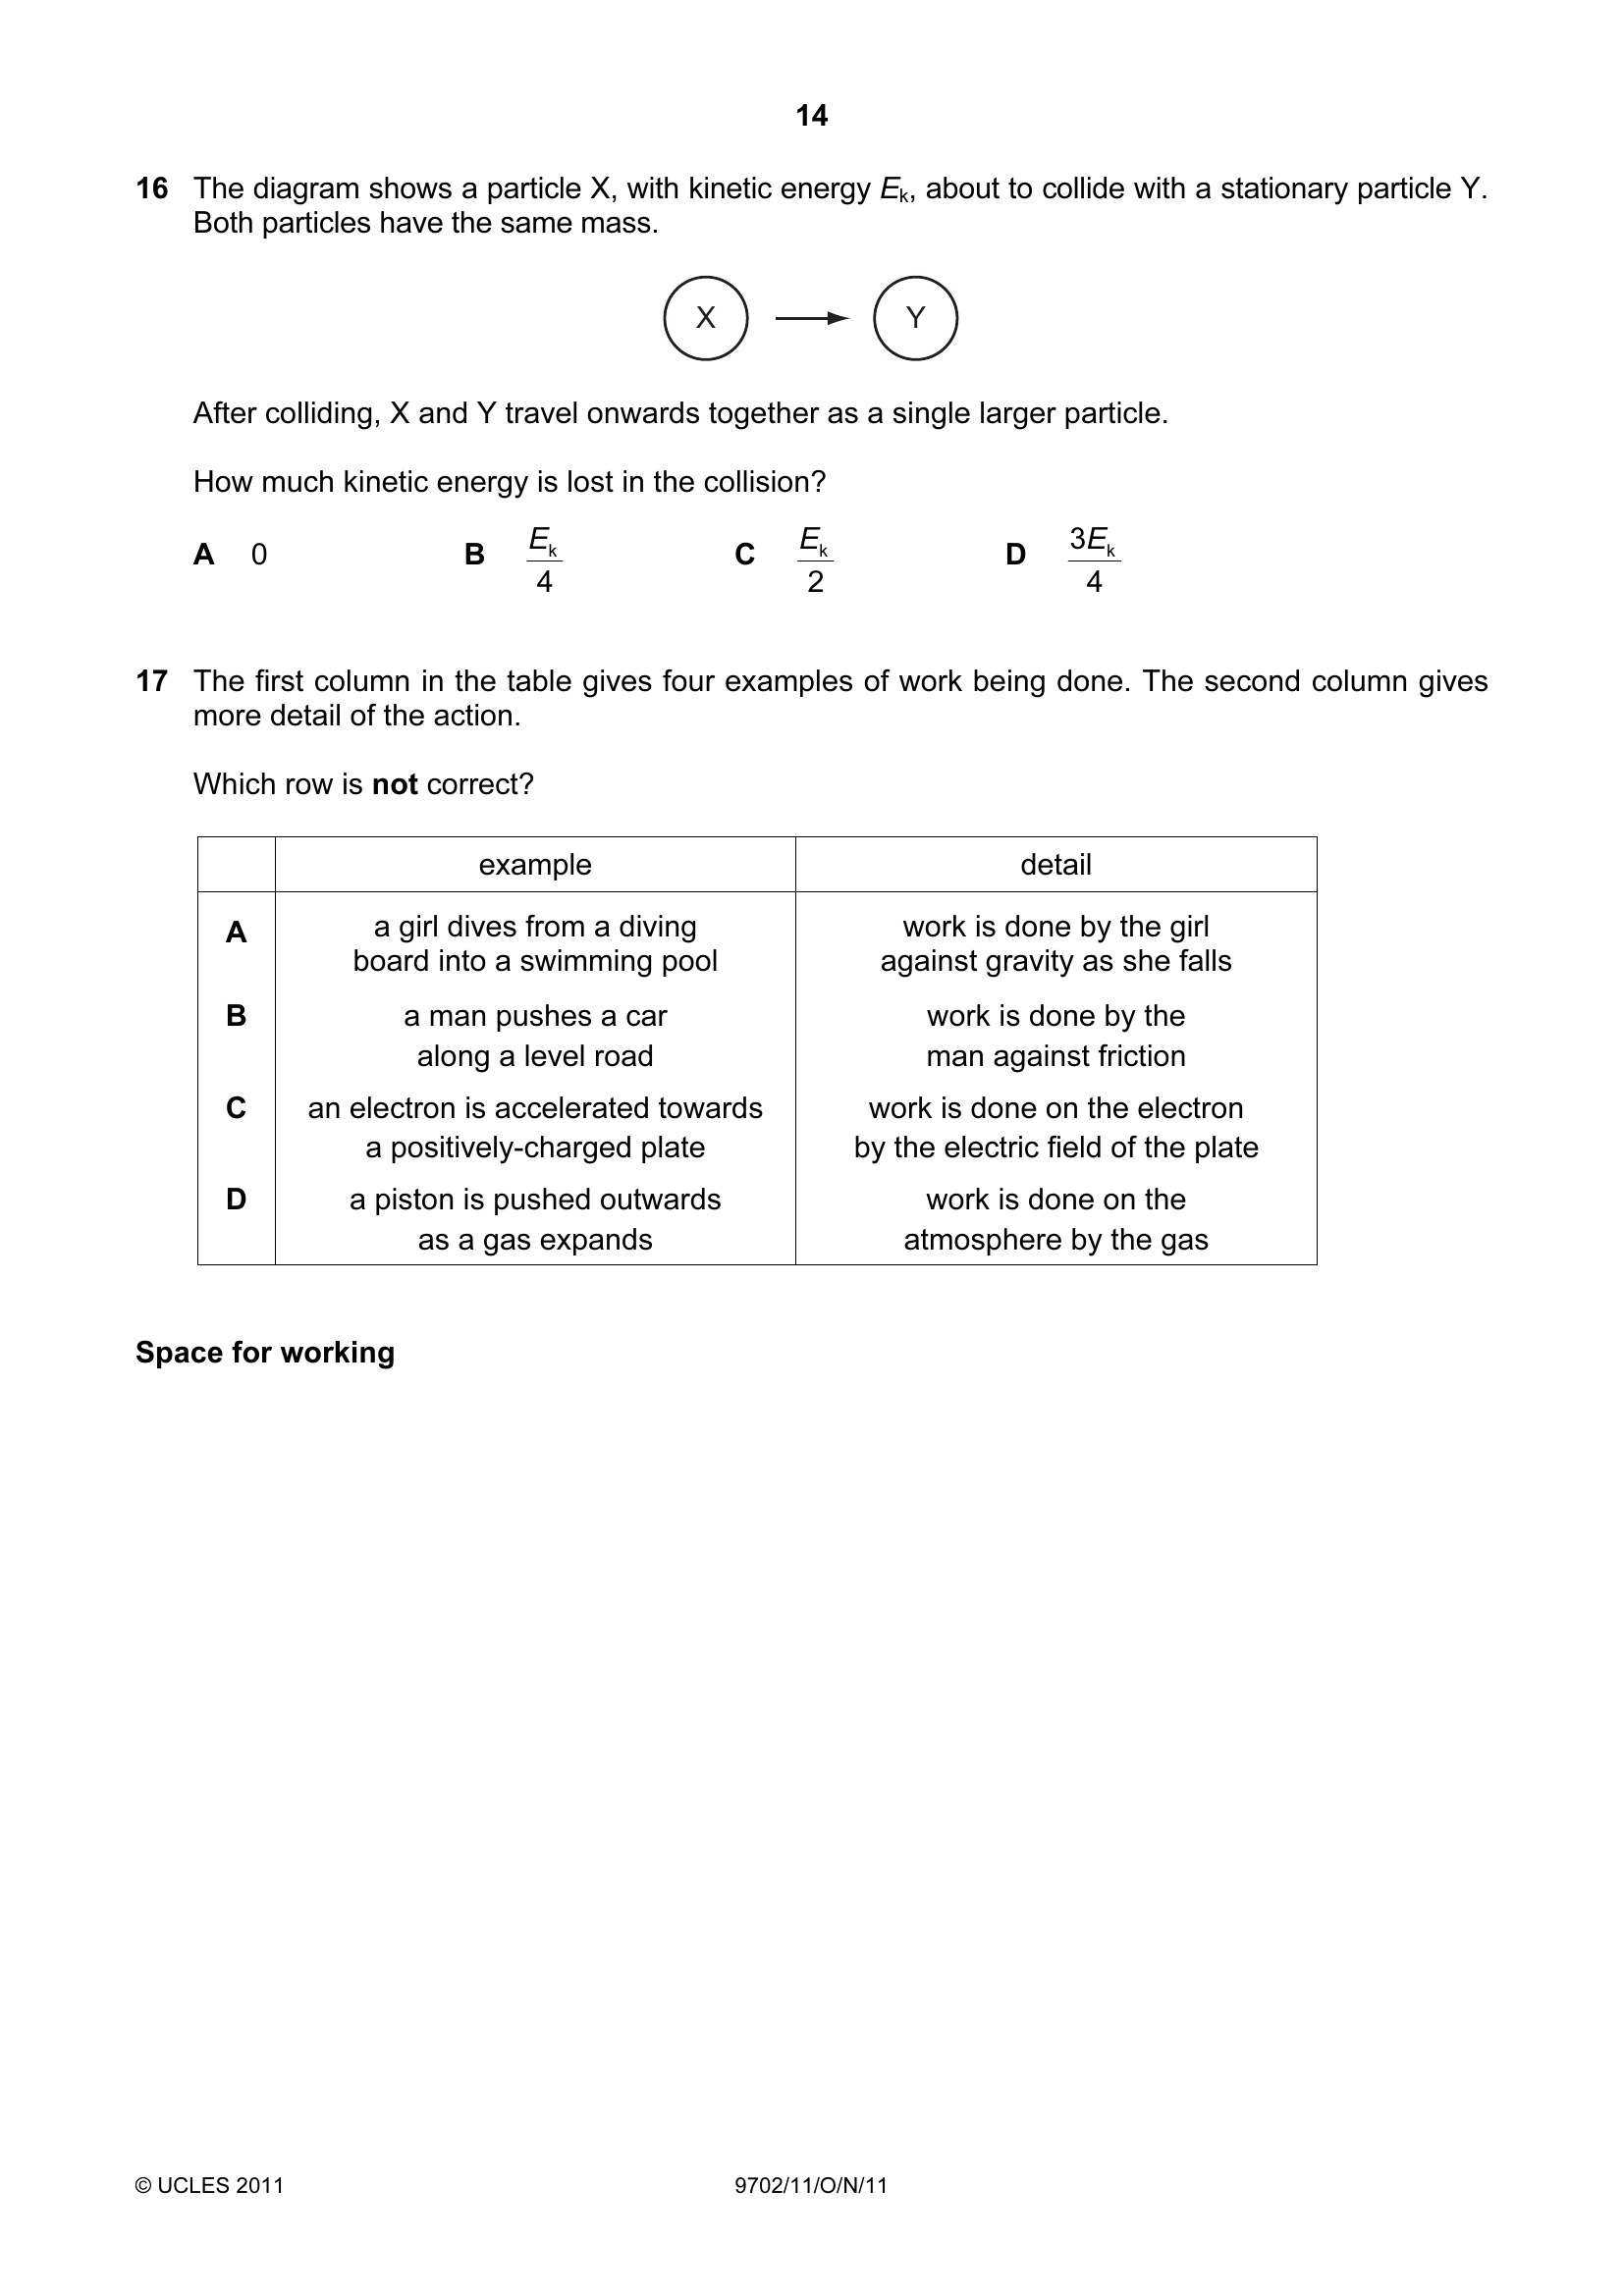 14
16 The diagram shows a particle X, with kinetic energy Ek, about to collide with a stationary particle Y.
Both particles have the same mass.
X Y
After colliding, X and Y travel onwards together as a single larger particle.
How much kinetic energy is lost in the collision?
A 0 B Ek/4 C Ek/2 D 3Ek/4
17 The first column in the table gives four examples of work being done. The second column gives
more detail of the action.
Which row is not correct?
example detail
A a girl dives from a diving work is done by the girl
board into a swimming pool against gravity as she falls
B a man pushes a car work is done by the
along a level road man against friction
C an electron is accelerated towards work is done on the electron
a positively-charged plate by the electric field of the plate
D a piston is pushed outwards work is done on the
as a gas expands atmosphere by the gas
Space for working
© UCLES 2011 9702/11/O/N/11